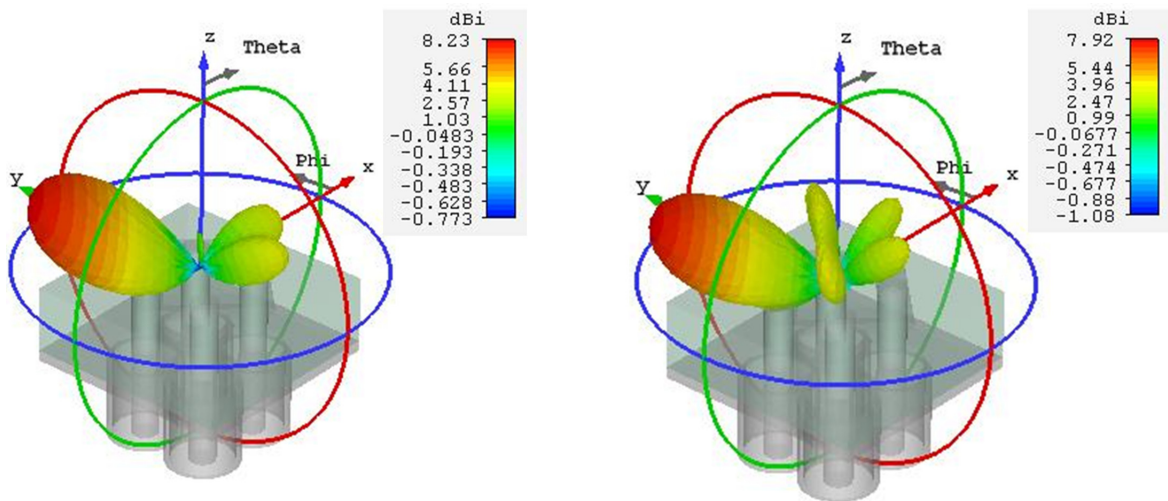 dBi
8.23
5.66
4.11
2.57
1.03
-0.0483
-0.193
-0.338
-0.483
-0.628
-0.773
z
Theta
Phi
x
y
dBi
7.92
5.44
3.96
2.47
0.99
-0.0677
-0.271
-0.474
-0.677
-0.88
-1.08
z
Theta
Phi
x
y